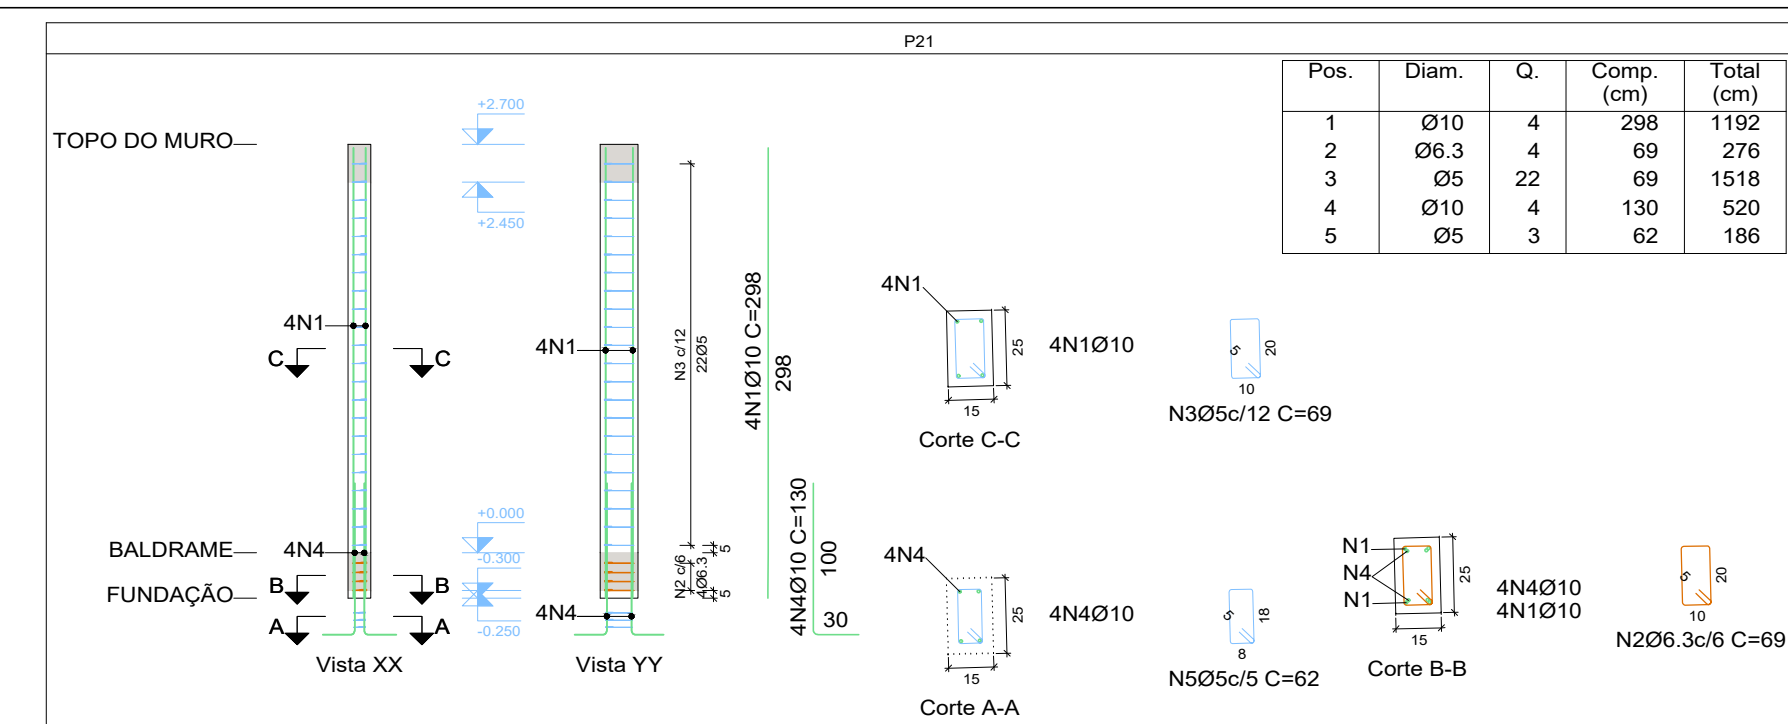 P21
Pos. Diam. Q. Comp. (cm) Total (cm)
1 Ø10 4 298 1192
2 Ø6.3 4 69 276
3 Ø5 22 69 1518
4 Ø10 4 130 520
5 Ø5 3 62 186
TOPO DO MURO
BALDRAME
FUNDAÇÃO
4N1
C C
4N4
B B
A A
Vista XX
+2.700
+2.450
+0.000
-0.300
-0.250
4N1
4N4
Vista YY
N3 c/12
22Ø5
N2 c/6
4Ø6.3
5
5
4N1Ø10 C=298
298
4N4Ø10 C=130
100
30
4N1
25
15
4N1Ø10
Corte C-C
5
20
10
N3Ø5c/12 C=69
4N4
25
15
4N4Ø10
Corte A-A
5
18
8
N5Ø5c/5 C=62
N1
N4
N1
25
15
4N4Ø10
4N1Ø10
Corte B-B
5
20
10
N2Ø6.3c/6 C=69